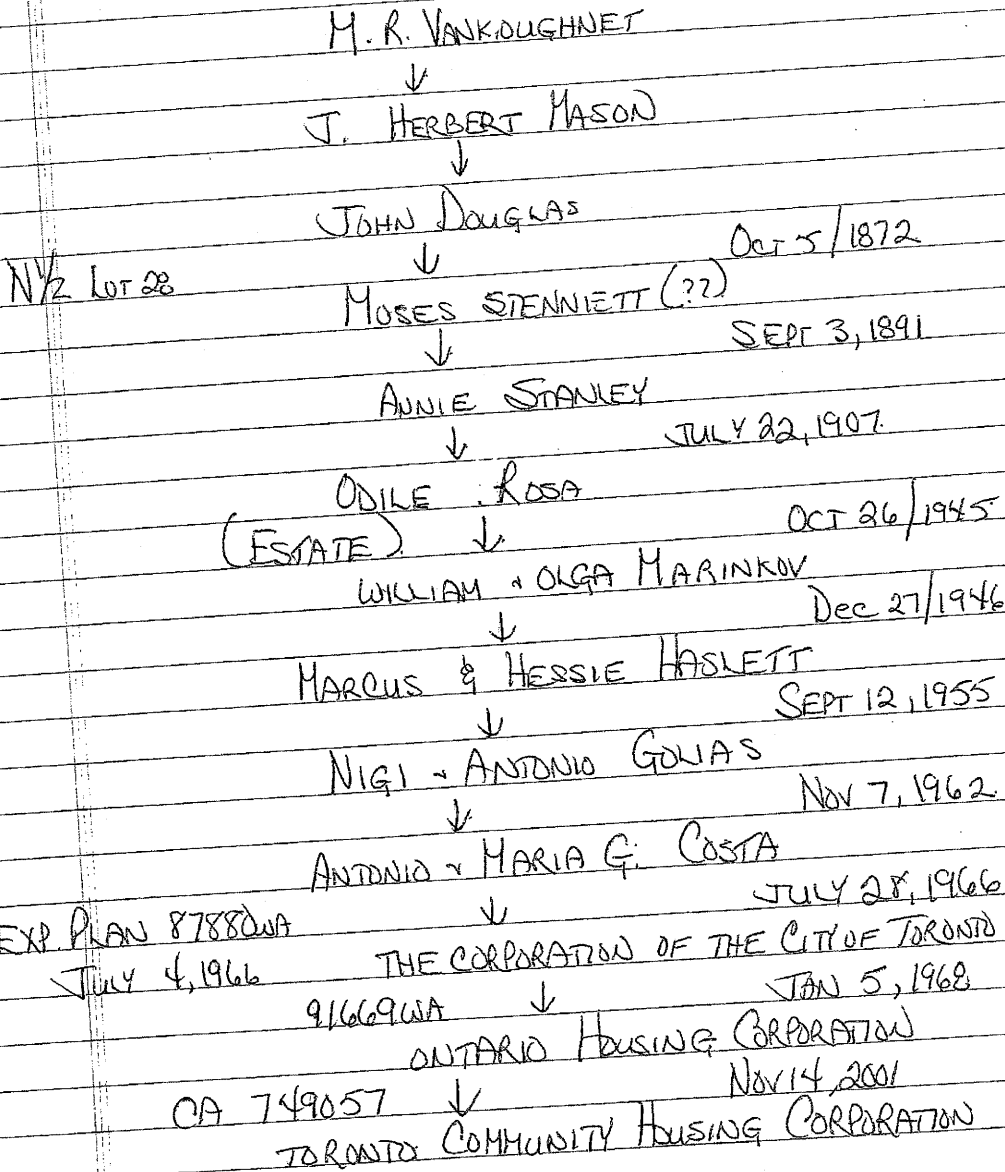 M. R. VANKOUGHNET
↓
J. HERBERT MASON
↓
JOHN DOUGLAS
↓ OCT 5/1872
N½ LOT 28
MOSES STENNIETT (??)
↓ SEPT 3, 1891
ANNIE STANLEY
↓ JULY 22, 1907.
ODILE ROSA
(ESTATE) ↓ OCT 26/1945
WILLIAM & OLGA MARINKOV
↓ Dec 27/1946
MARCUS & HESSIE HASLETT
↓ SEPT 12, 1955
NIGI & ANTONIO GOLIAS
↓ NOV 7, 1962
ANTONIO & MARIA G. COSTA
↓ JULY 28, 1966
EXP. PLAN 87880WA
JULY 4, 1966 THE CORPORATION OF THE CITY OF TORONTO
91669WA ↓ JAN 5, 1968
ONTARIO HOUSING CORPORATION
CA 749057 ↓ NOV 14, 2001
TORONTO COMMUNITY HOUSING CORPORATION